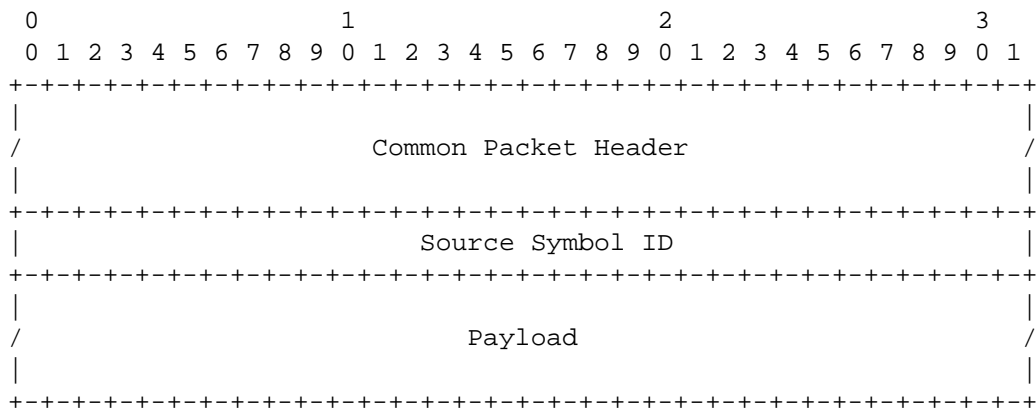 0                   1                   2                   3
0 1 2 3 4 5 6 7 8 9 0 1 2 3 4 5 6 7 8 9 0 1 2 3 4 5 6 7 8 9 0 1
+-+-+-+-+-+-+-+-+-+-+-+-+-+-+-+-+-+-+-+-+-+-+-+-+-+-+-+-+-+-+-+-+
|                                                               |
/                      Common Packet Header                     /
|                                                               |
+-+-+-+-+-+-+-+-+-+-+-+-+-+-+-+-+-+-+-+-+-+-+-+-+-+-+-+-+-+-+-+-+
|                         Source Symbol ID                      |
+-+-+-+-+-+-+-+-+-+-+-+-+-+-+-+-+-+-+-+-+-+-+-+-+-+-+-+-+-+-+-+-+
|                                                               |
/                            Payload                            /
|                                                               |
+-+-+-+-+-+-+-+-+-+-+-+-+-+-+-+-+-+-+-+-+-+-+-+-+-+-+-+-+-+-+-+-+